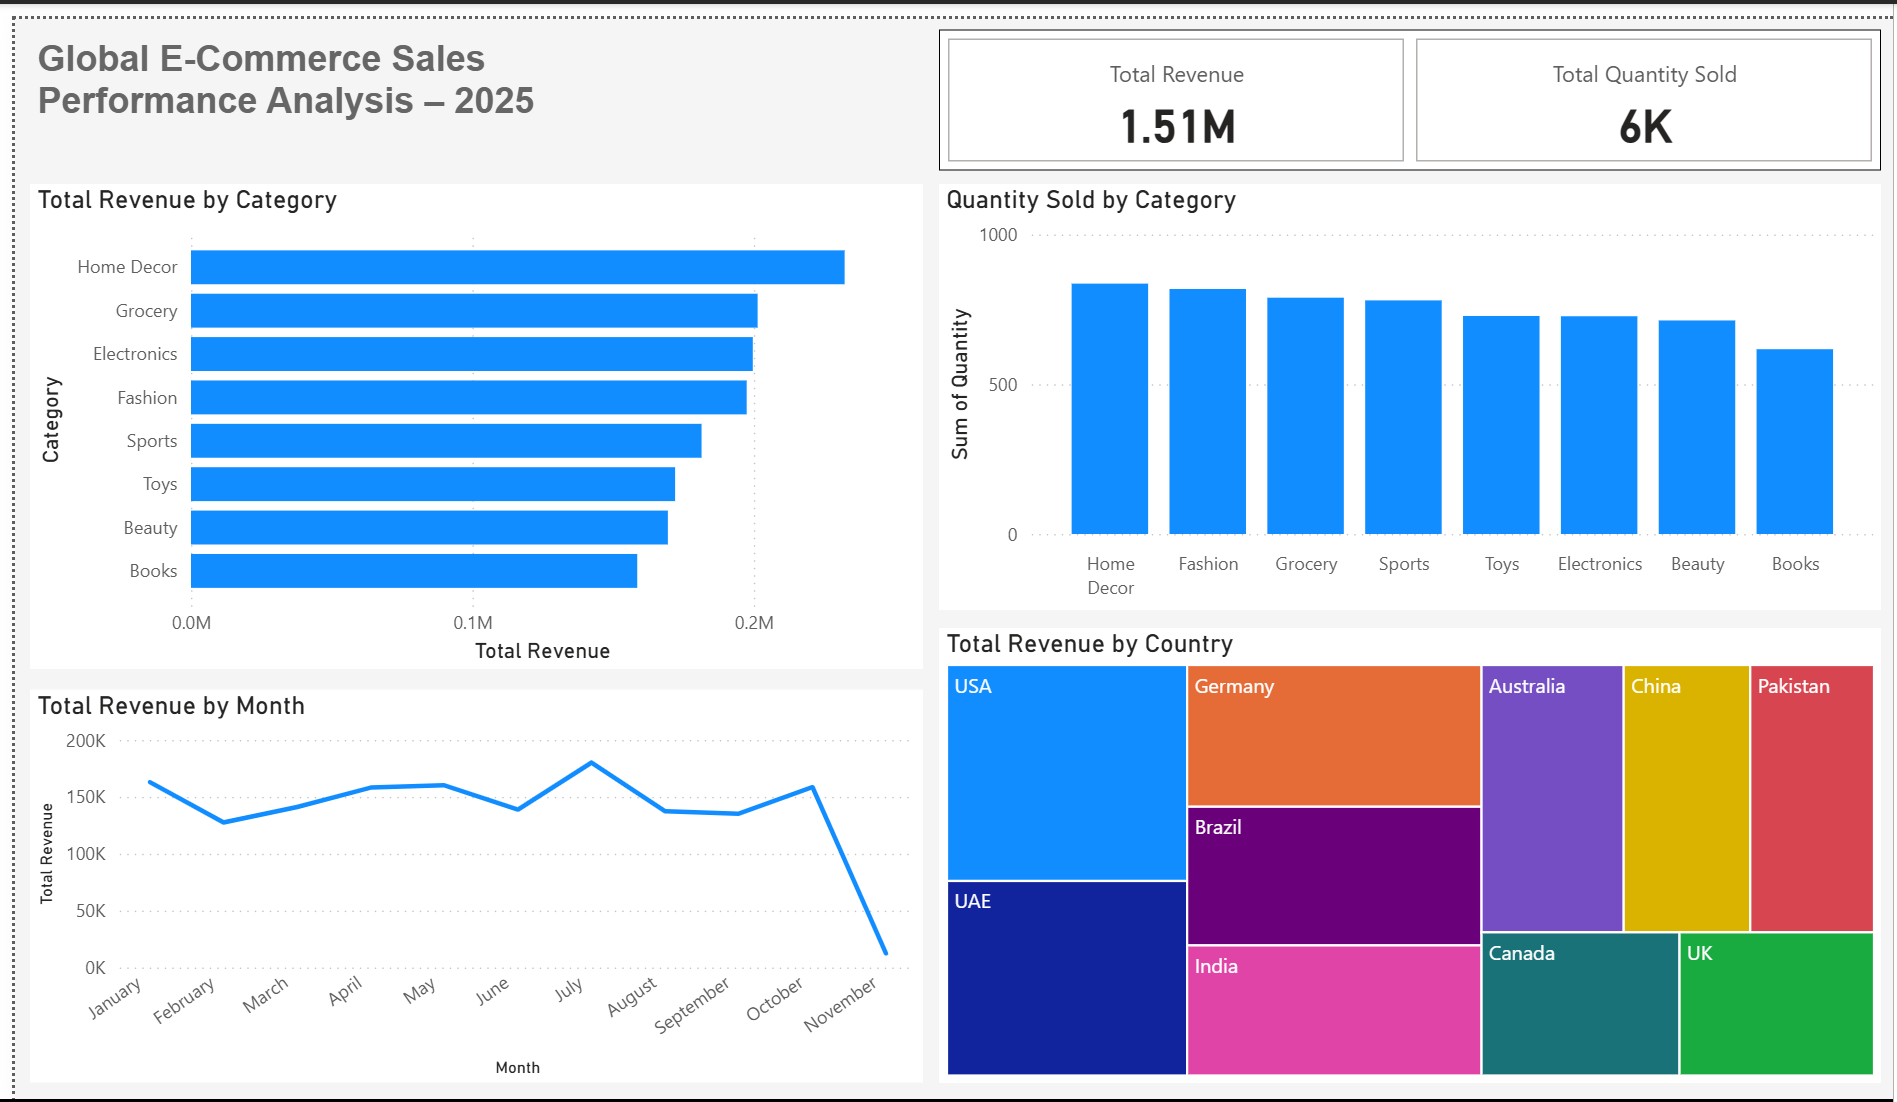 Global E-Commerce Sales
Performance Analysis – 2025
Total Revenue
1.51M
Total Quantity Sold
6K
Total Revenue by Category
Category
Home Decor
Grocery
Electronics
Fashion
Sports
Toys
Beauty
Books
0.0M
0.1M
0.2M
Total Revenue
Quantity Sold by Category
Sum of Quantity
1000
500
0
Home
Decor
Fashion
Grocery
Sports
Toys
Electronics
Beauty
Books
Total Revenue by Month
Total Revenue
200K
150K
100K
50K
0K
January
February
March
April
May
June
July
August
September
October
November
Month
Total Revenue by Country
USA
UAE
Germany
Brazil
India
Australia
China
Pakistan
Canada
UK